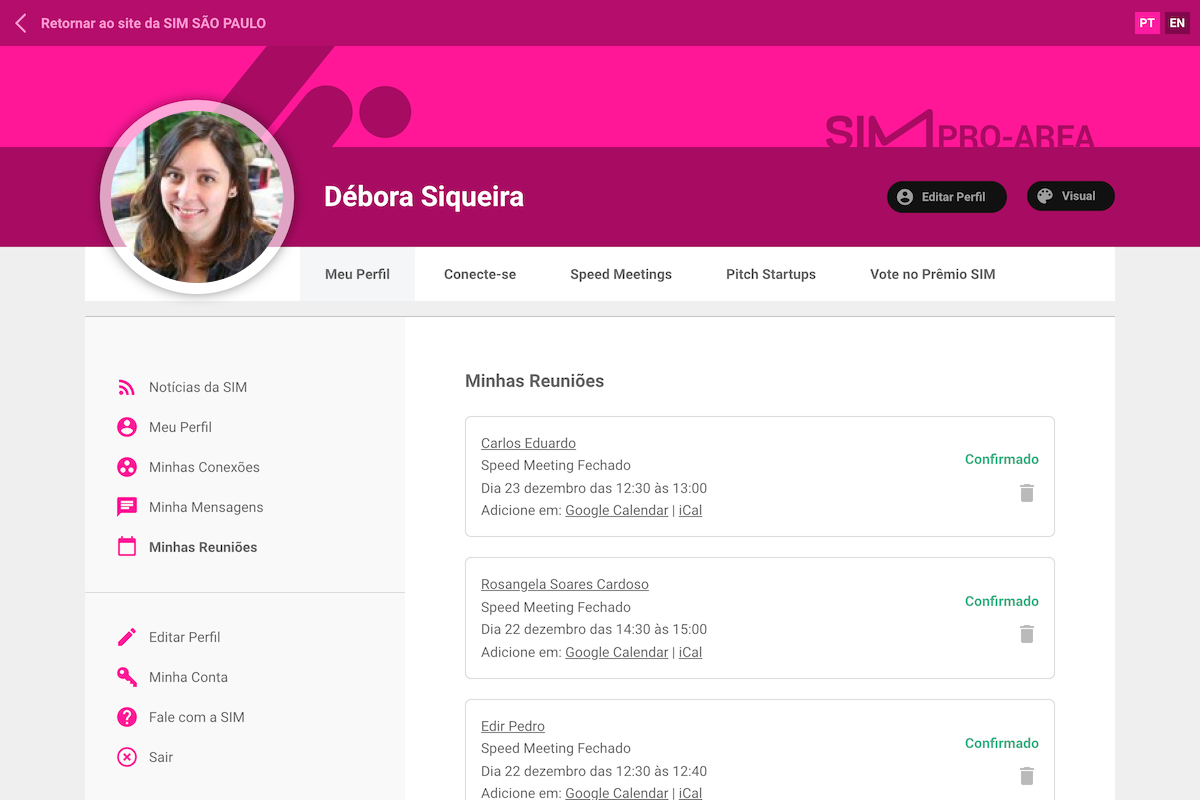 Retornar ao site da SIM SÃO PAULO
PT EN
SIM PRO-AREA
Débora Siqueira
Editar Perfil
Visual
Meu Perfil
Conecte-se
Speed Meetings
Pitch Startups
Vote no Prêmio SIM
Notícias da SIM
Meu Perfil
Minhas Conexões
Minha Mensagens
Minhas Reuniões
Editar Perfil
Minha Conta
Fale com a SIM
Sair
Minhas Reuniões
Carlos Eduardo
Speed Meeting Fechado
Dia 23 dezembro das 12:30 às 13:00
Adicione em: Google Calendar | iCal
Confirmado
Rosangela Soares Cardoso
Speed Meeting Fechado
Dia 22 dezembro das 14:30 às 15:00
Adicione em: Google Calendar | iCal
Confirmado
Edir Pedro
Speed Meeting Fechado
Dia 22 dezembro das 12:30 às 12:40
Adicione em: Google Calendar | iCal
Confirmado